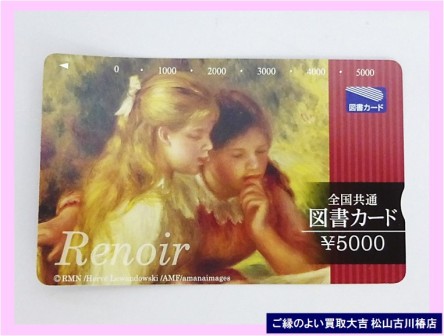 0 ・ 1000 ・ 2000 ・ 3000 ・ 4000 ・ 5000
図書カード
全国共通
図書カード
¥5000
Renoir
©RMN /Hervé Lewandowski /AMF/amanaimages
ご縁のよい買取大吉 松山古川椿店